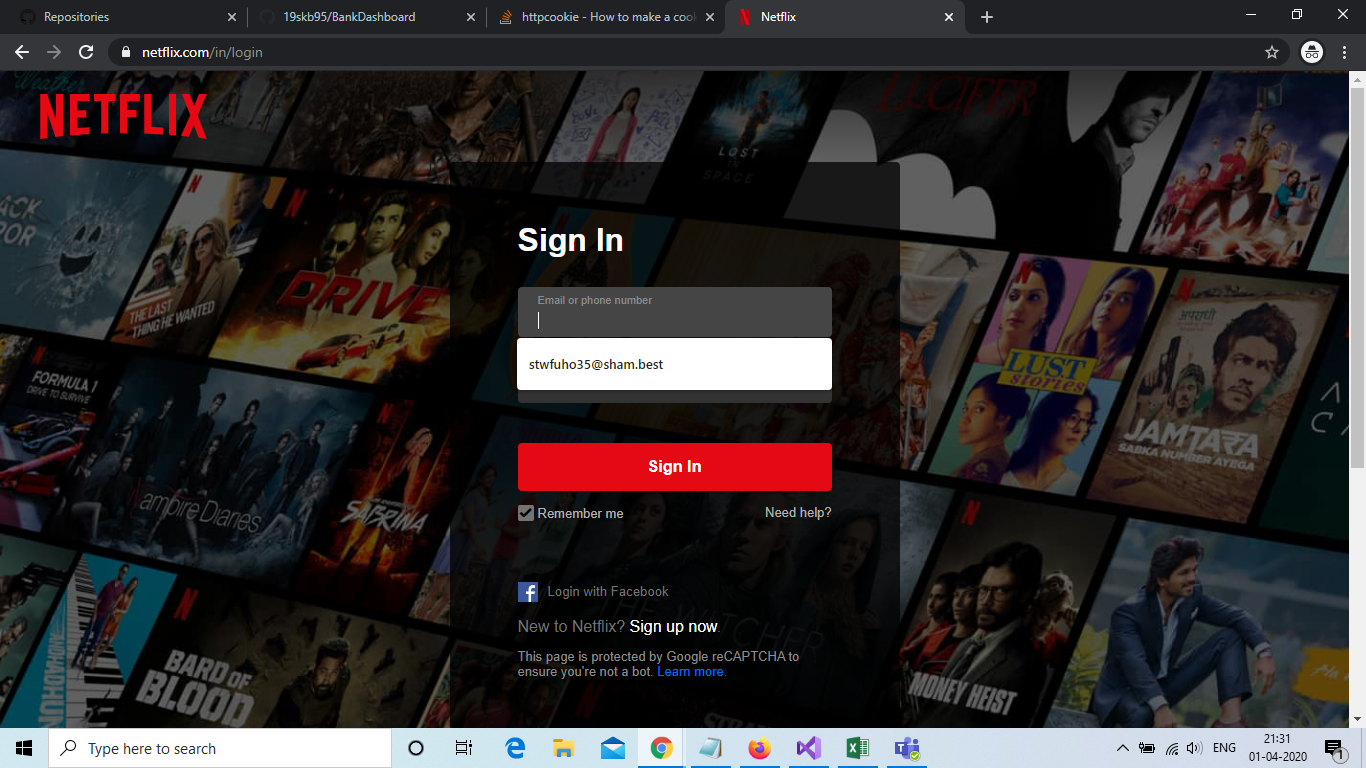 Repositories
19skb95/BankDashboard
httpcookie - How to make a cook
Netflix
netflix.com/in/login
NETFLIX
LUCIFER
LOST IN
SPACE
THE LAST
THING HE WANTED
DRIVE
FORMULA 1
DRIVE TO SURVIVE
Vampire Diaries
SABRINA
LUST
stories
अपराधी
JAMTARA
SABKA NUMBER AYEGA
BARD OF
BLOOD
THE WITCHER
MONEY HEIST
Sign In
Email or phone number
stwfuho35@sham.best
Sign In
Remember me
Need help?
Login with Facebook
New to Netflix? Sign up now.
This page is protected by Google reCAPTCHA to
ensure you're not a bot. Learn more.
Type here to search
ENG
21:31
01-04-2020
1